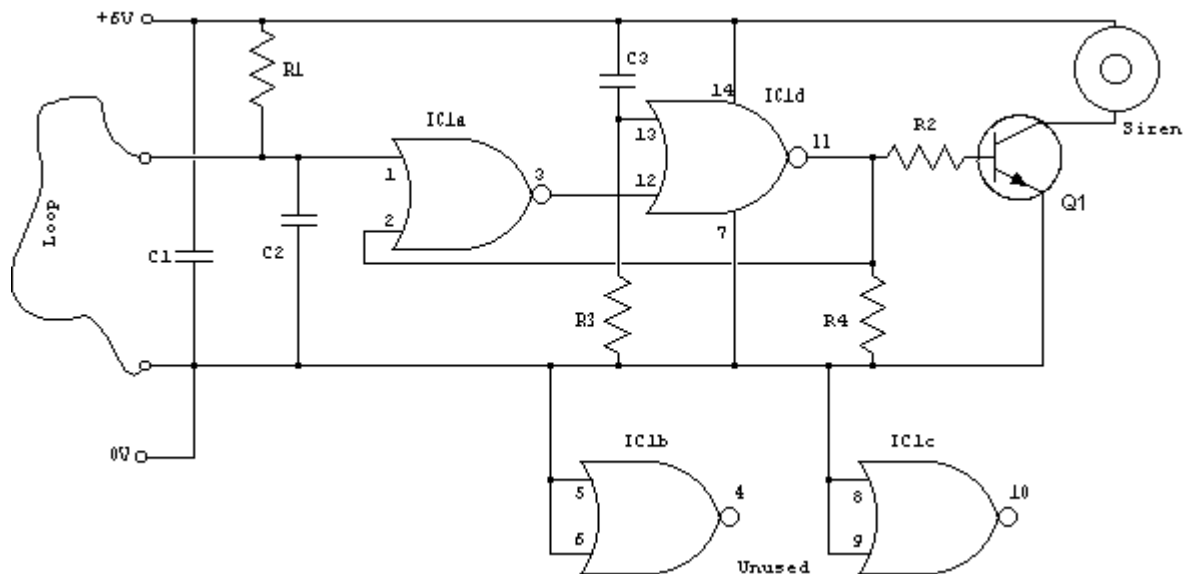 +6V
R1
C3
14
IC1d
Siren
IC1a
13
11
R2
1
3
12
Q1
Loop
2
7
C1
C2
R3
R4
0V
IC1b
IC1c
5
4
8
10
6
9
Unused